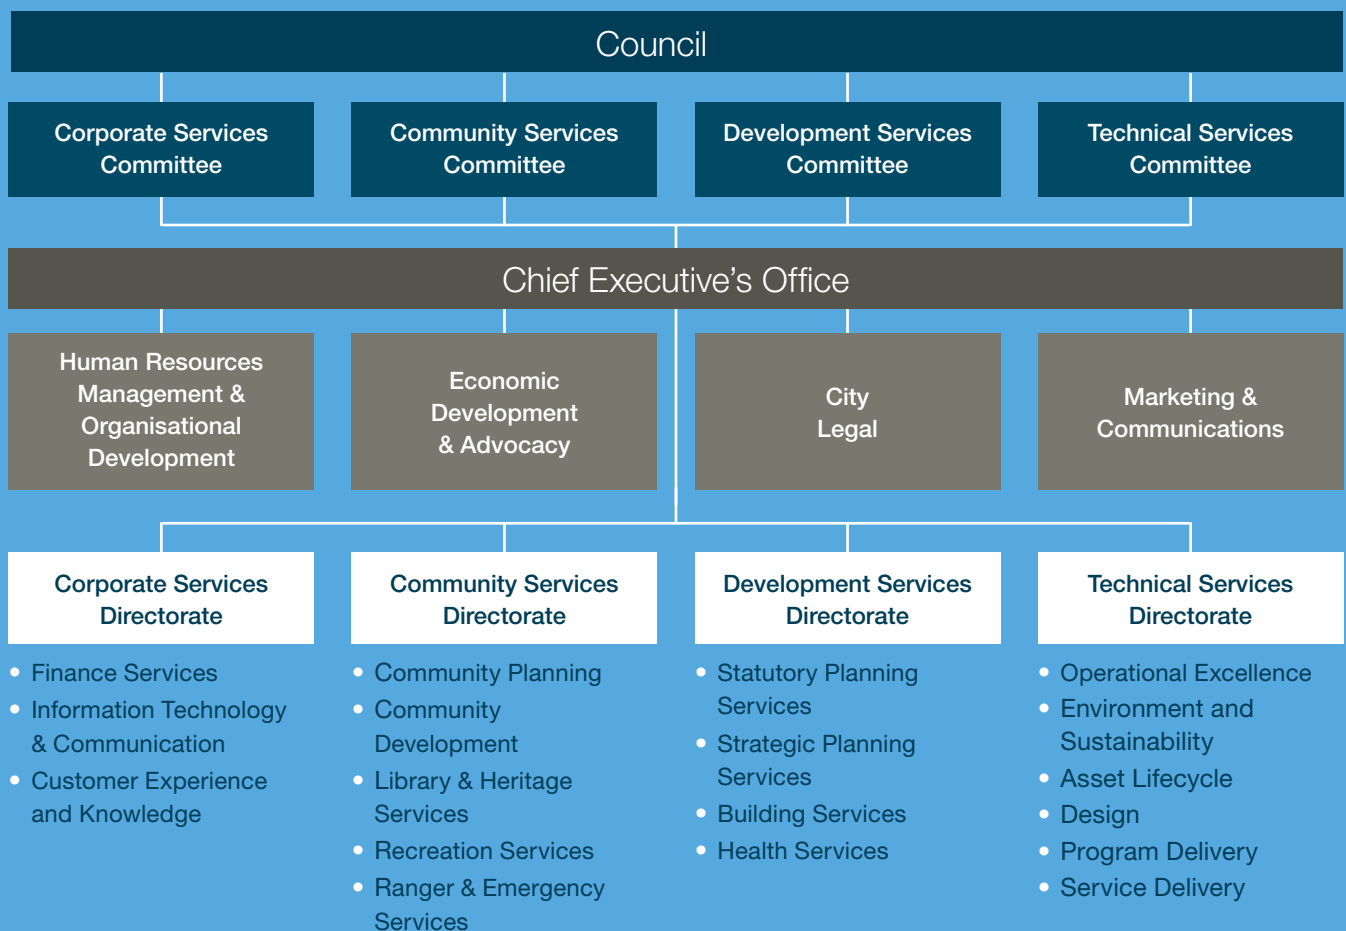 Council
Corporate Services
Committee
Community Services
Committee
Development Services
Committee
Technical Services
Committee
Chief Executive's Office
Human Resources
Management &
Organisational
Development
Economic
Development
& Advocacy
City
Legal
Marketing &
Communications
Corporate Services
Directorate
• Finance Services
• Information Technology
& Communication
• Customer Experience
and Knowledge
Community Services
Directorate
• Community Planning
• Community
Development
• Library & Heritage
Services
• Recreation Services
• Ranger & Emergency
Services
Development Services
Directorate
• Statutory Planning
Services
• Strategic Planning
Services
• Building Services
• Health Services
Technical Services
Directorate
• Operational Excellence
• Environment and
Sustainability
• Asset Lifecycle
• Design
• Program Delivery
• Service Delivery